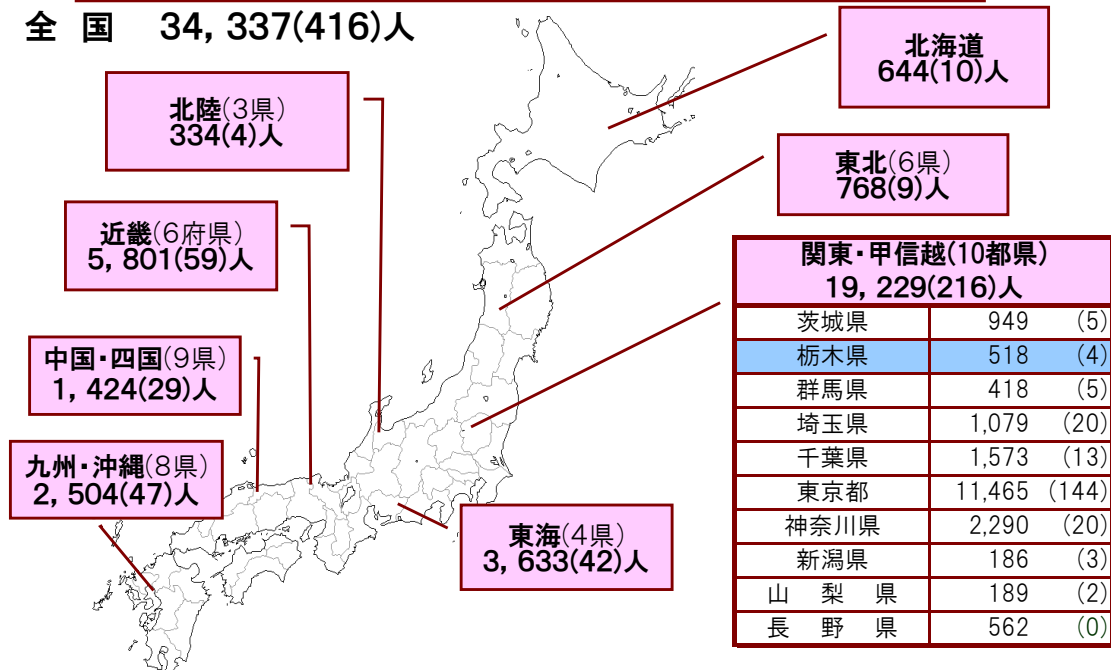 全 国 34, 337(416)人
北海道
644(10)人
北陸(3県)
334(4)人
東北(6県)
768(9)人
近畿(6府県)
5, 801(59)人
関東・甲信越(10都県)
19, 229(216)人
茨城県 949 (5)
栃木県 518 (4)
群馬県 418 (5)
埼玉県 1,079 (20)
千葉県 1,573 (13)
東京都 11,465 (144)
神奈川県 2,290 (20)
新潟県 186 (3)
山 梨 県 189 (2)
長 野 県 562 (0)
中国・四国(9県)
1, 424(29)人
九州・沖縄(8県)
2, 504(47)人
東海(4県)
3, 633(42)人